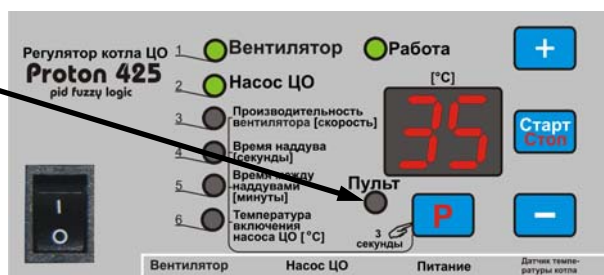 Регулятор котла ЦО
Proton 425
pid fuzzy logic
1 Вентилятор
Работа
2 Насос ЦО
[°C]
35
3 Производительность
вентилятора [скорость]
4 Время наддува
[секунды]
5 Время между
наддувами
[минуты]
6 Температура
включения
насоса ЦО [°C]
Пульт
P
3
секунды
+
Старт
Стоп
−
I
O
Вентилятор
Насос ЦО
Питание
Датчик темпе-
ратуры котла